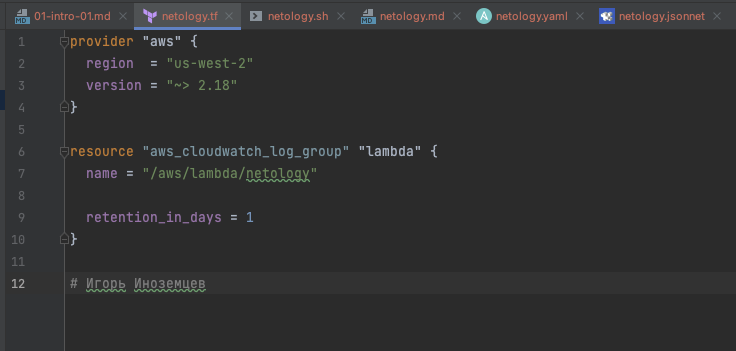 01-intro-01.md netology.tf netology.sh netology.md netology.yaml netology.jsonnet
1 provider "aws" {
2 region = "us-west-2"
3 version = "~> 2.18"
4 }
5
6 resource "aws_cloudwatch_log_group" "lambda" {
7 name = "/aws/lambda/netology"
8
9 retention_in_days = 1
10 }
11
12 # Игорь Иноземцев